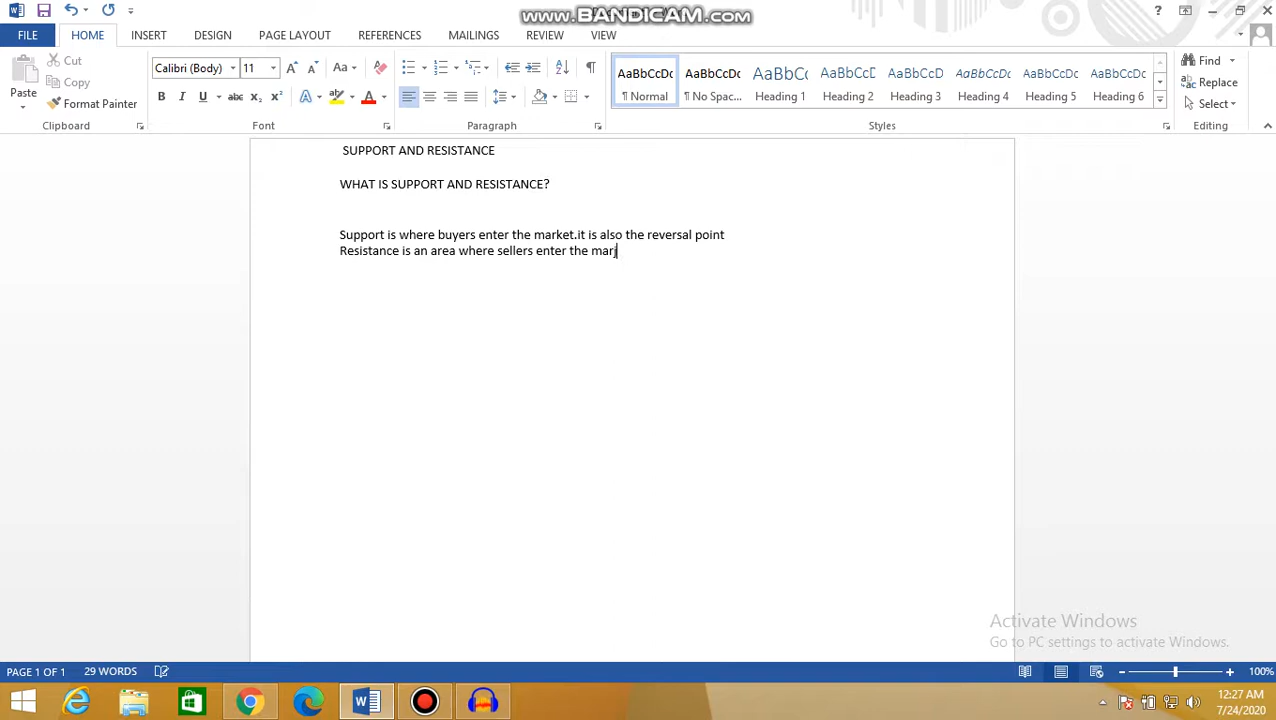 www.BANDICAM.com
FILE HOME INSERT DESIGN PAGE LAYOUT REFERENCES MAILINGS REVIEW VIEW
Cut
Copy
Paste
Format Painter
Calibri (Body) 11
Find
Replace
Select
AaBbCcDc AaBbCcDc AaBbCc AaBbCcDc AaBbCcD AaBbCcDc AaBbCcDc AaBbCcDc
¶ Normal ¶ No Spac... Heading 1 Heading 2 Heading 3 Heading 4 Heading 5 Heading 6
Clipboard Font Paragraph Styles Editing
SUPPORT AND RESISTANCE
WHAT IS SUPPORT AND RESISTANCE?
Support is where buyers enter the market.it is also the reversal point
Resistance is an area where sellers enter the marj
Activate Windows
Go to PC settings to activate Windows.
PAGE 1 OF 1 29 WORDS 100%
12:27 AM
7/24/2020